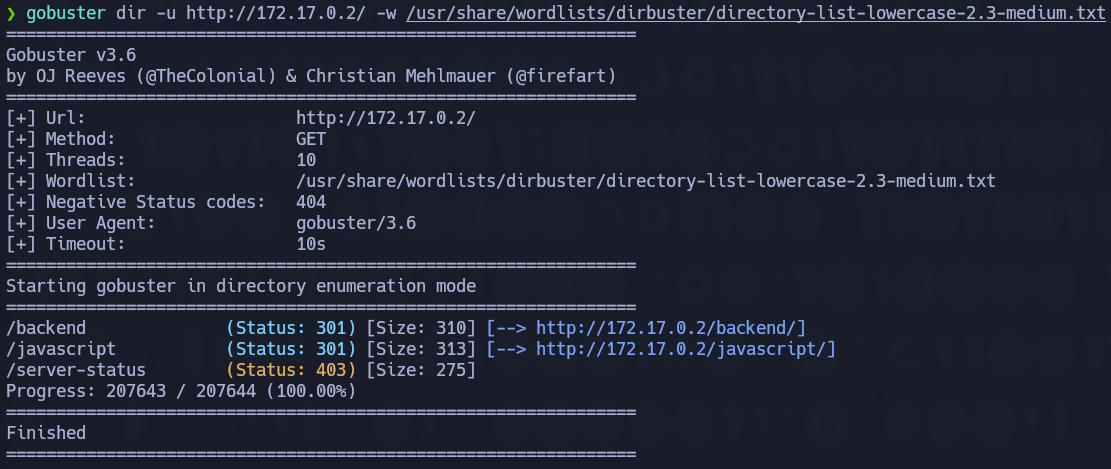 ❯ gobuster dir -u http://172.17.0.2/ -w /usr/share/wordlists/dirbuster/directory-list-lowercase-2.3-medium.txt
===============================================================
Gobuster v3.6
by OJ Reeves (@TheColonial) & Christian Mehlmauer (@firefart)
===============================================================
[+] Url:                     http://172.17.0.2/
[+] Method:                  GET
[+] Threads:                 10
[+] Wordlist:                /usr/share/wordlists/dirbuster/directory-list-lowercase-2.3-medium.txt
[+] Negative Status codes:   404
[+] User Agent:              gobuster/3.6
[+] Timeout:                 10s
===============================================================
Starting gobuster in directory enumeration mode
===============================================================
/backend              (Status: 301) [Size: 310] [--> http://172.17.0.2/backend/]
/javascript           (Status: 301) [Size: 313] [--> http://172.17.0.2/javascript/]
/server-status        (Status: 403) [Size: 275]
Progress: 207643 / 207644 (100.00%)
===============================================================
Finished
===============================================================